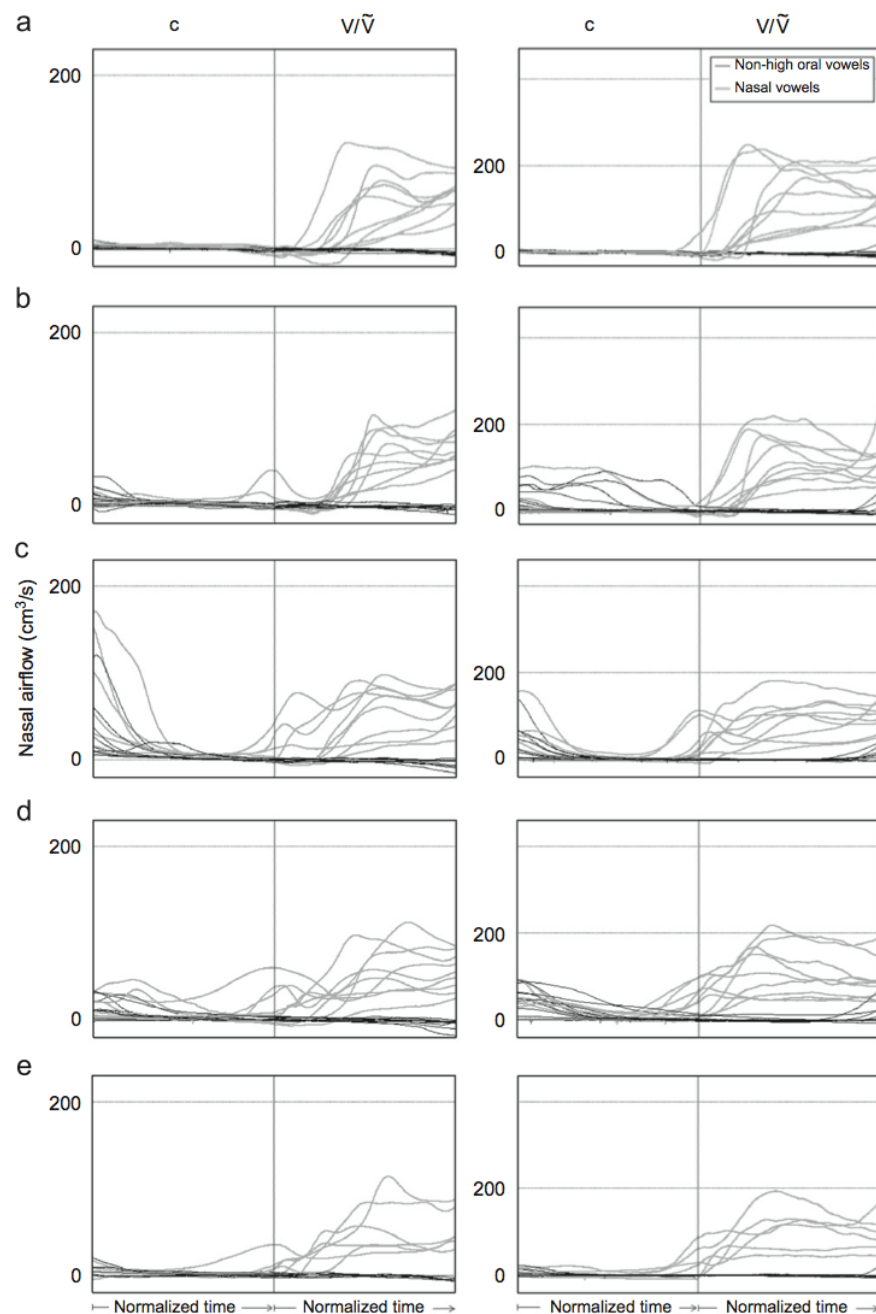 a
c V/Ṽ c V/Ṽ
Non-high oral vowels
Nasal vowels
200
0
200
0
b
200
0
200
0
c
200
0
200
0
Nasal airflow (cm³/s)
d
200
0
200
0
e
200
0
200
0
Normalized time Normalized time Normalized time Normalized time